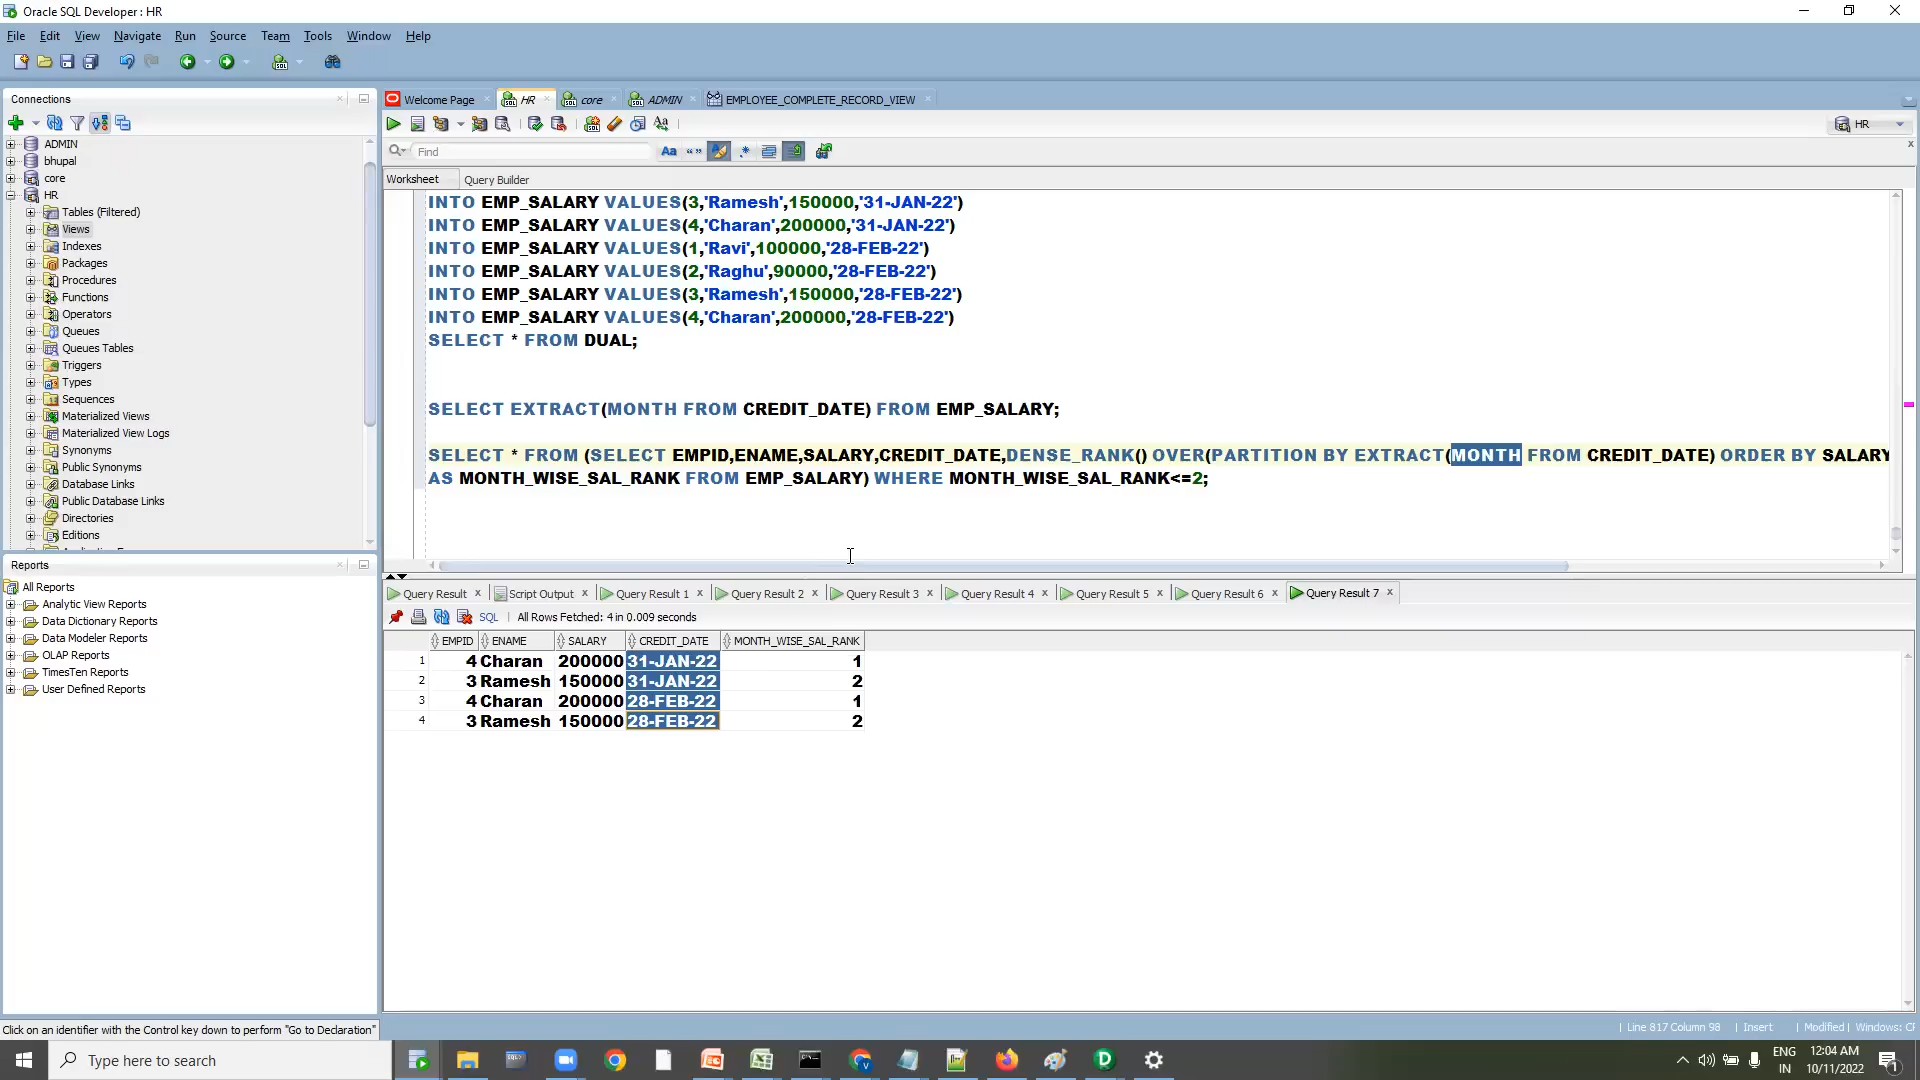 Oracle SQL Developer : HR
File Edit View Navigate Run Source Team Tools Window Help
Connections
ADMIN
bhupal
core
HR
Tables (Filtered)
Views
Indexes
Packages
Procedures
Functions
Operators
Queues
Queues Tables
Triggers
Types
Sequences
Materialized Views
Materialized View Logs
Synonyms
Public Synonyms
Database Links
Public Database Links
Directories
Editions
Reports
All Reports
Analytic View Reports
Data Dictionary Reports
Data Modeler Reports
OLAP Reports
TimesTen Reports
User Defined Reports
Welcome Page HR core ADMIN EMPLOYEE_COMPLETE_RECORD_VIEW
HR
Find
Worksheet Query Builder
INTO EMP_SALARY VALUES(3,'Ramesh',150000,'31-JAN-22')
INTO EMP_SALARY VALUES(4,'Charan',200000,'31-JAN-22')
INTO EMP_SALARY VALUES(1,'Ravi',100000,'28-FEB-22')
INTO EMP_SALARY VALUES(2,'Raghu',90000,'28-FEB-22')
INTO EMP_SALARY VALUES(3,'Ramesh',150000,'28-FEB-22')
INTO EMP_SALARY VALUES(4,'Charan',200000,'28-FEB-22')
SELECT * FROM DUAL;
SELECT EXTRACT(MONTH FROM CREDIT_DATE) FROM EMP_SALARY;
SELECT * FROM (SELECT EMPID,ENAME,SALARY,CREDIT_DATE,DENSE_RANK() OVER(PARTITION BY EXTRACT(MONTH FROM CREDIT_DATE) ORDER BY SALARY
AS MONTH_WISE_SAL_RANK FROM EMP_SALARY) WHERE MONTH_WISE_SAL_RANK<=2;
Query Result Script Output Query Result 1 Query Result 2 Query Result 3 Query Result 4 Query Result 5 Query Result 6 Query Result 7
SQL All Rows Fetched: 4 in 0.009 seconds
EMPID ENAME SALARY CREDIT_DATE MONTH_WISE_SAL_RANK
1 4 Charan 200000 31-JAN-22 1
2 3 Ramesh 150000 31-JAN-22 2
3 4 Charan 200000 28-FEB-22 1
4 3 Ramesh 150000 28-FEB-22 2
Click on an identifier with the Control key down to perform "Go to Declaration"
Line 817 Column 98 Insert Modified Windows: CF
Type here to search
ENG
IN
12:04 AM
10/11/2022